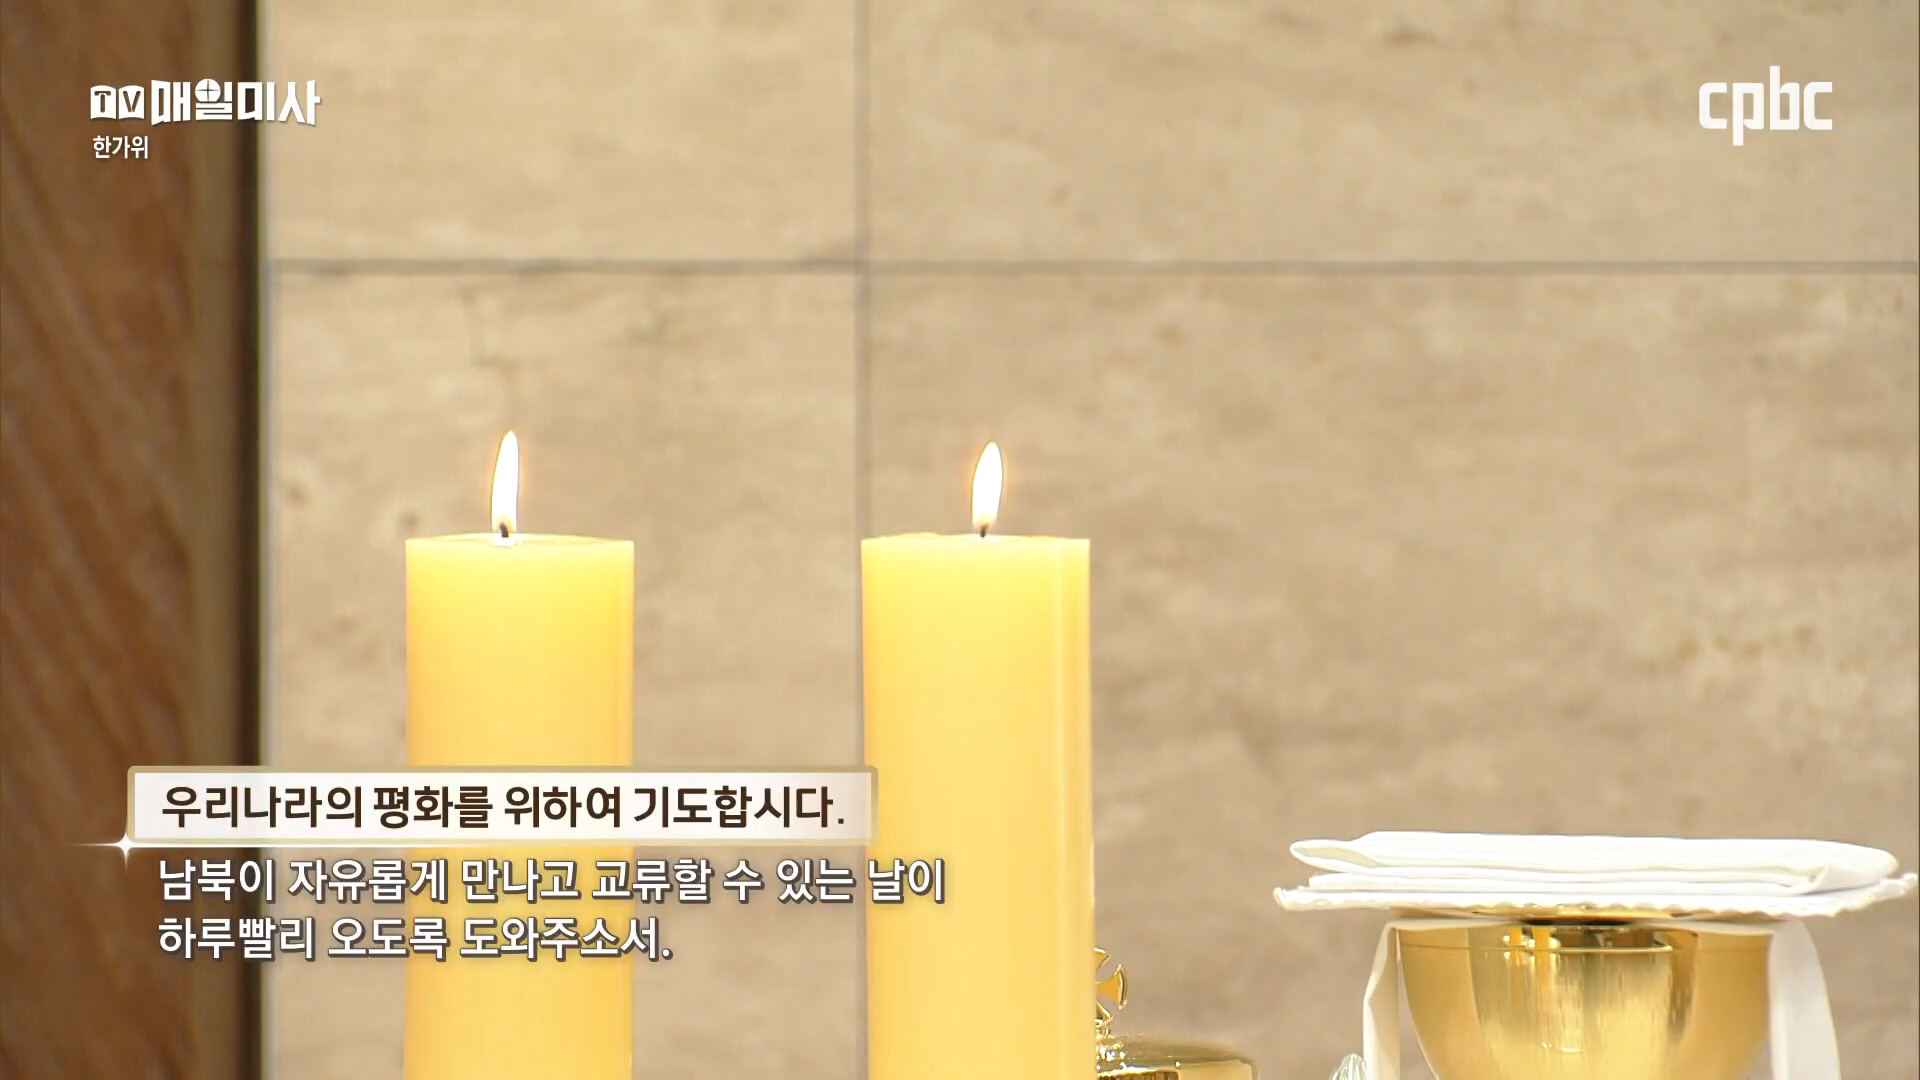 TV매일미사
한가위
cpbc
우리나라의 평화를 위하여 기도합시다.
남북이 자유롭게 만나고 교류할 수 있는 날이
하루빨리 오도록 도와주소서.